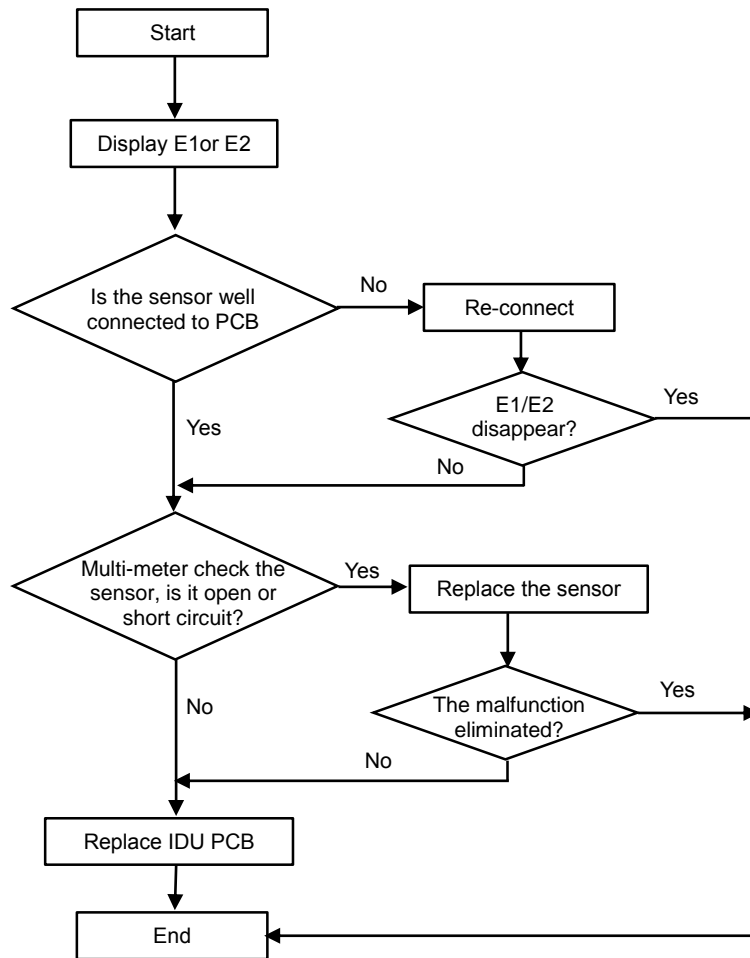 Start
Display E1or E2
Is the sensor well
connected to PCB
No
Re-connect
E1/E2
disappear?
Yes
Yes
No
Multi-meter check the
sensor, is it open or
short circuit?
Yes
Replace the sensor
The malfunction
eliminated?
Yes
No
No
Replace IDU PCB
End